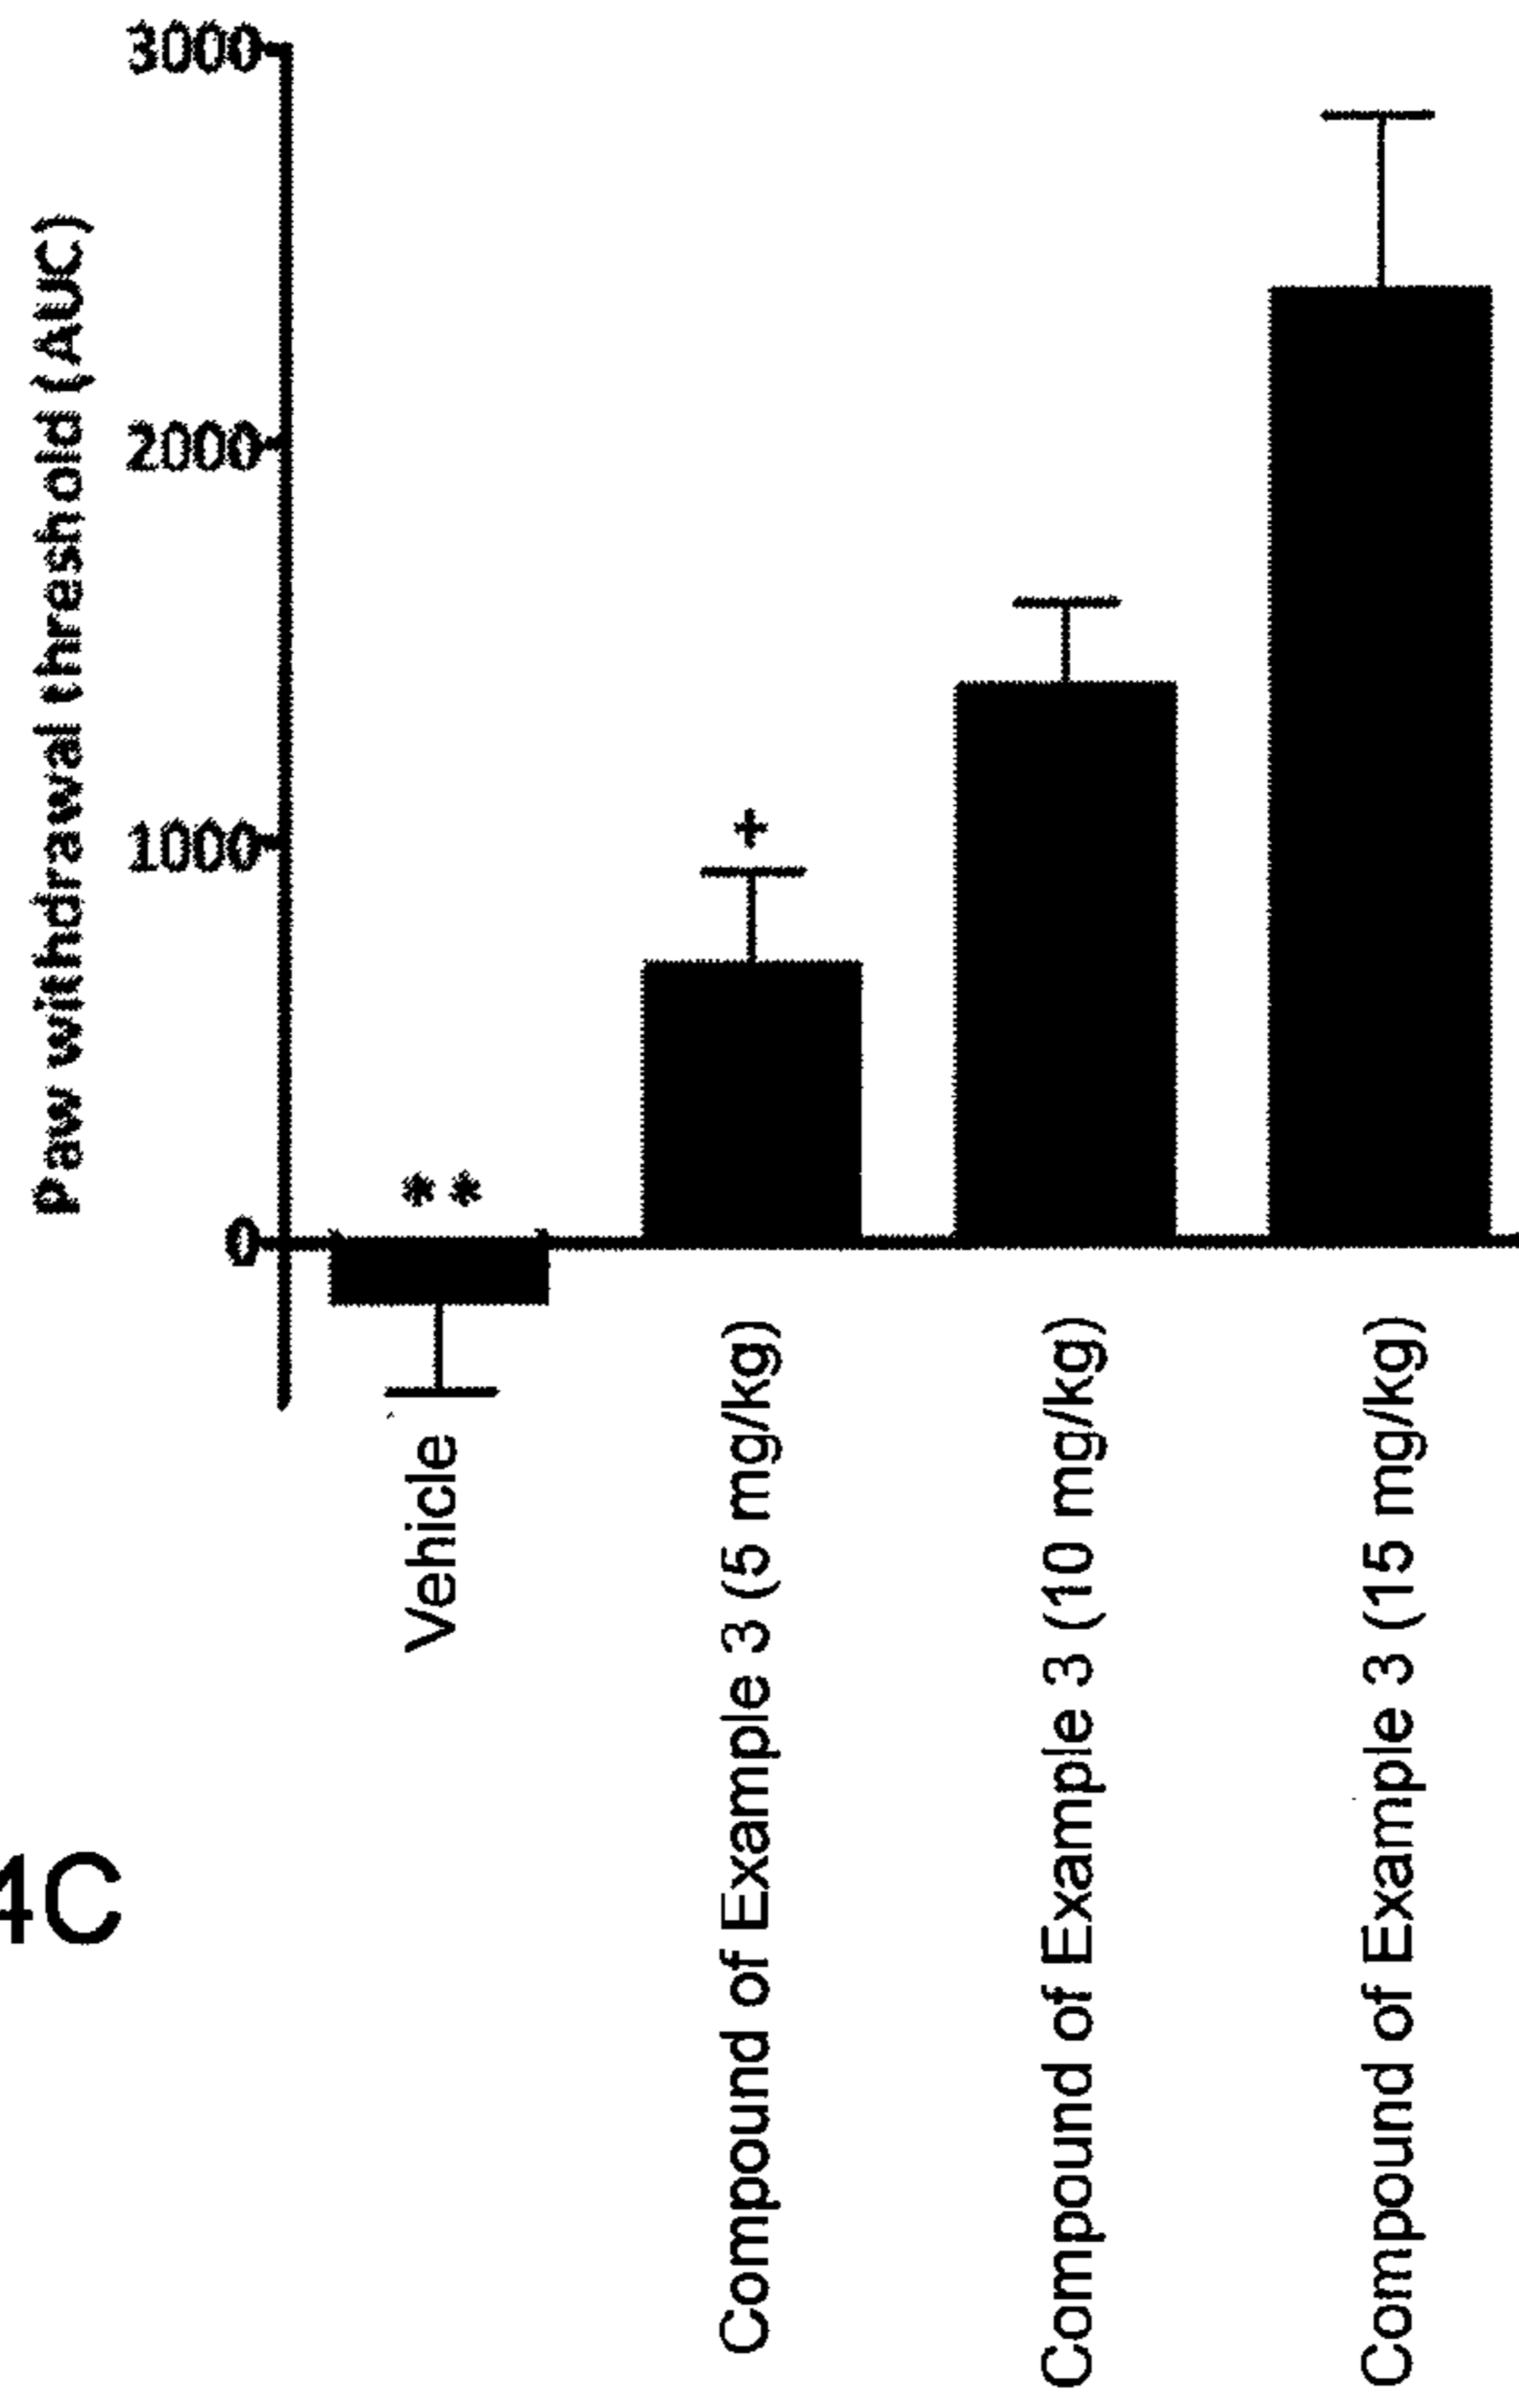 Paw withdrawal threshold (AUC)
3000
2000
1000
0
**
+
Vehicle
Compound of Example 3 (5 mg/kg)
Compound of Example 3 (10 mg/kg)
Compound of Example 3 (15 mg/kg)
4C